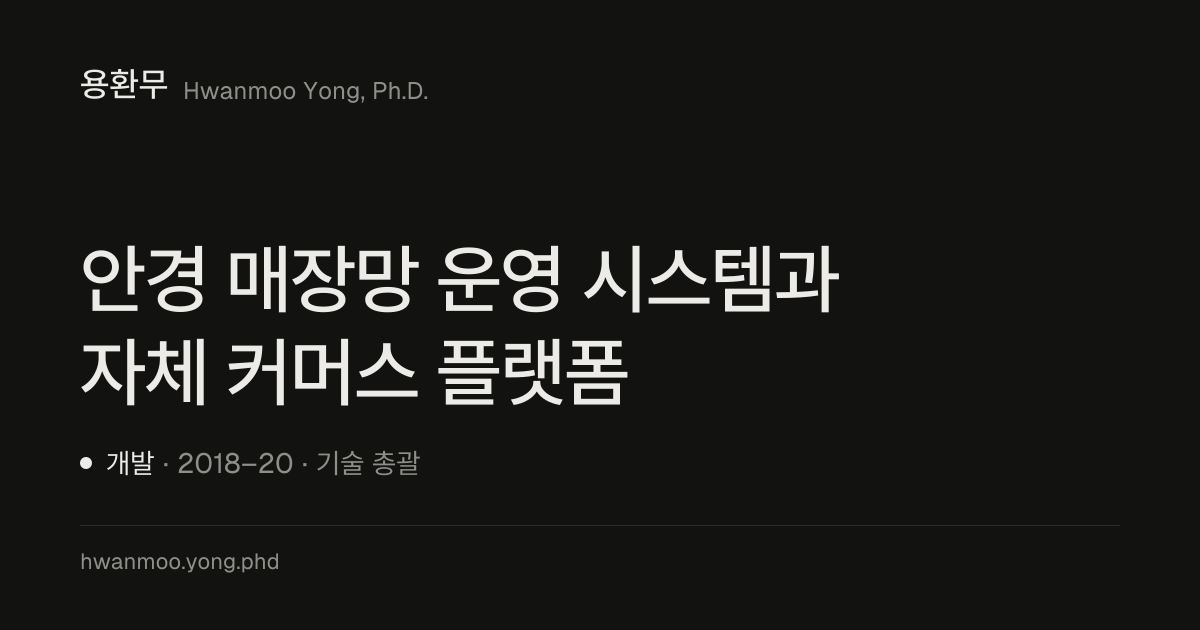 용환무 Hwanmoo Yong, Ph.D.
안경 매장망 운영 시스템과
자체 커머스 플랫폼
개발 · 2018–20 · 기술 총괄
hwanmoo.yong.phd